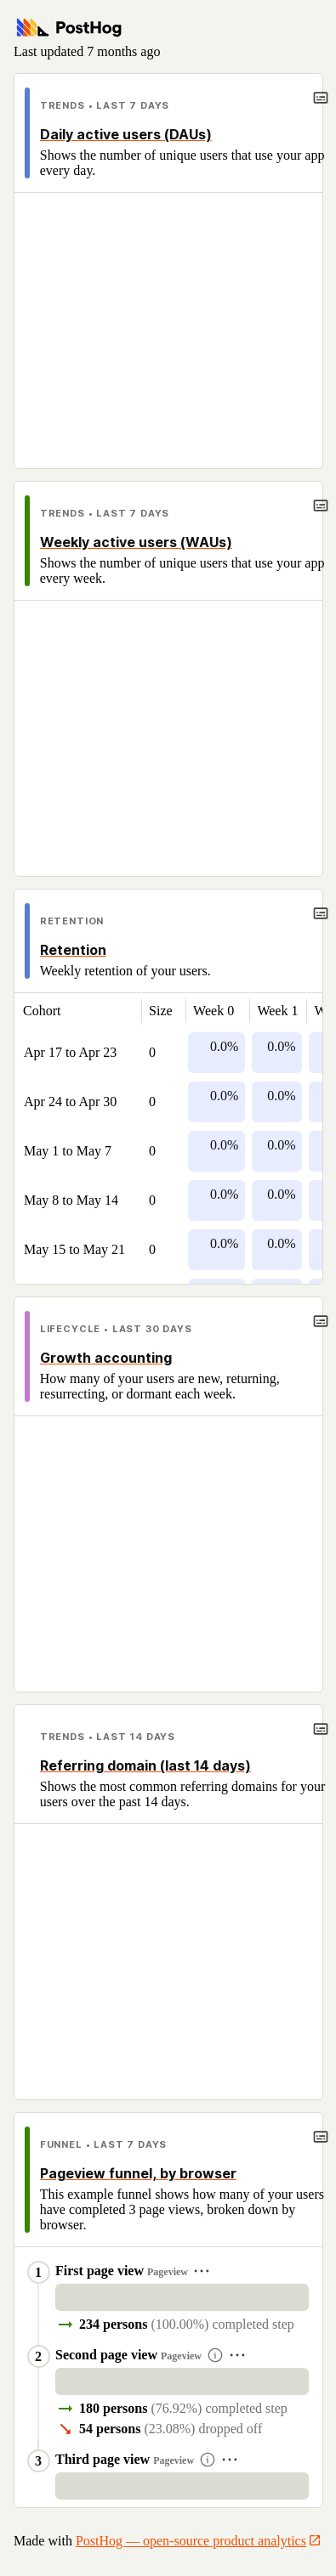 PostHog
Last updated 7 months ago
TRENDS • LAST 7 DAYS
Daily active users (DAUs)
Shows the number of unique users that use your app
every day.
TRENDS • LAST 7 DAYS
Weekly active users (WAUs)
Shows the number of unique users that use your app
every week.
RETENTION
Retention
Weekly retention of your users.
Cohort Size Week 0 Week 1 W
Apr 17 to Apr 23 0 0.0% 0.0%
Apr 24 to Apr 30 0 0.0% 0.0%
May 1 to May 7 0 0.0% 0.0%
May 8 to May 14 0 0.0% 0.0%
May 15 to May 21 0 0.0% 0.0%
LIFECYCLE • LAST 30 DAYS
Growth accounting
How many of your users are new, returning,
resurrecting, or dormant each week.
TRENDS • LAST 14 DAYS
Referring domain (last 14 days)
Shows the most common referring domains for your
users over the past 14 days.
FUNNEL • LAST 7 DAYS
Pageview funnel, by browser
This example funnel shows how many of your users
have completed 3 page views, broken down by
browser.
1 First page view Pageview
234 persons (100.00%) completed step
2 Second page view Pageview
180 persons (76.92%) completed step
54 persons (23.08%) dropped off
3 Third page view Pageview
Made with PostHog — open-source product analytics